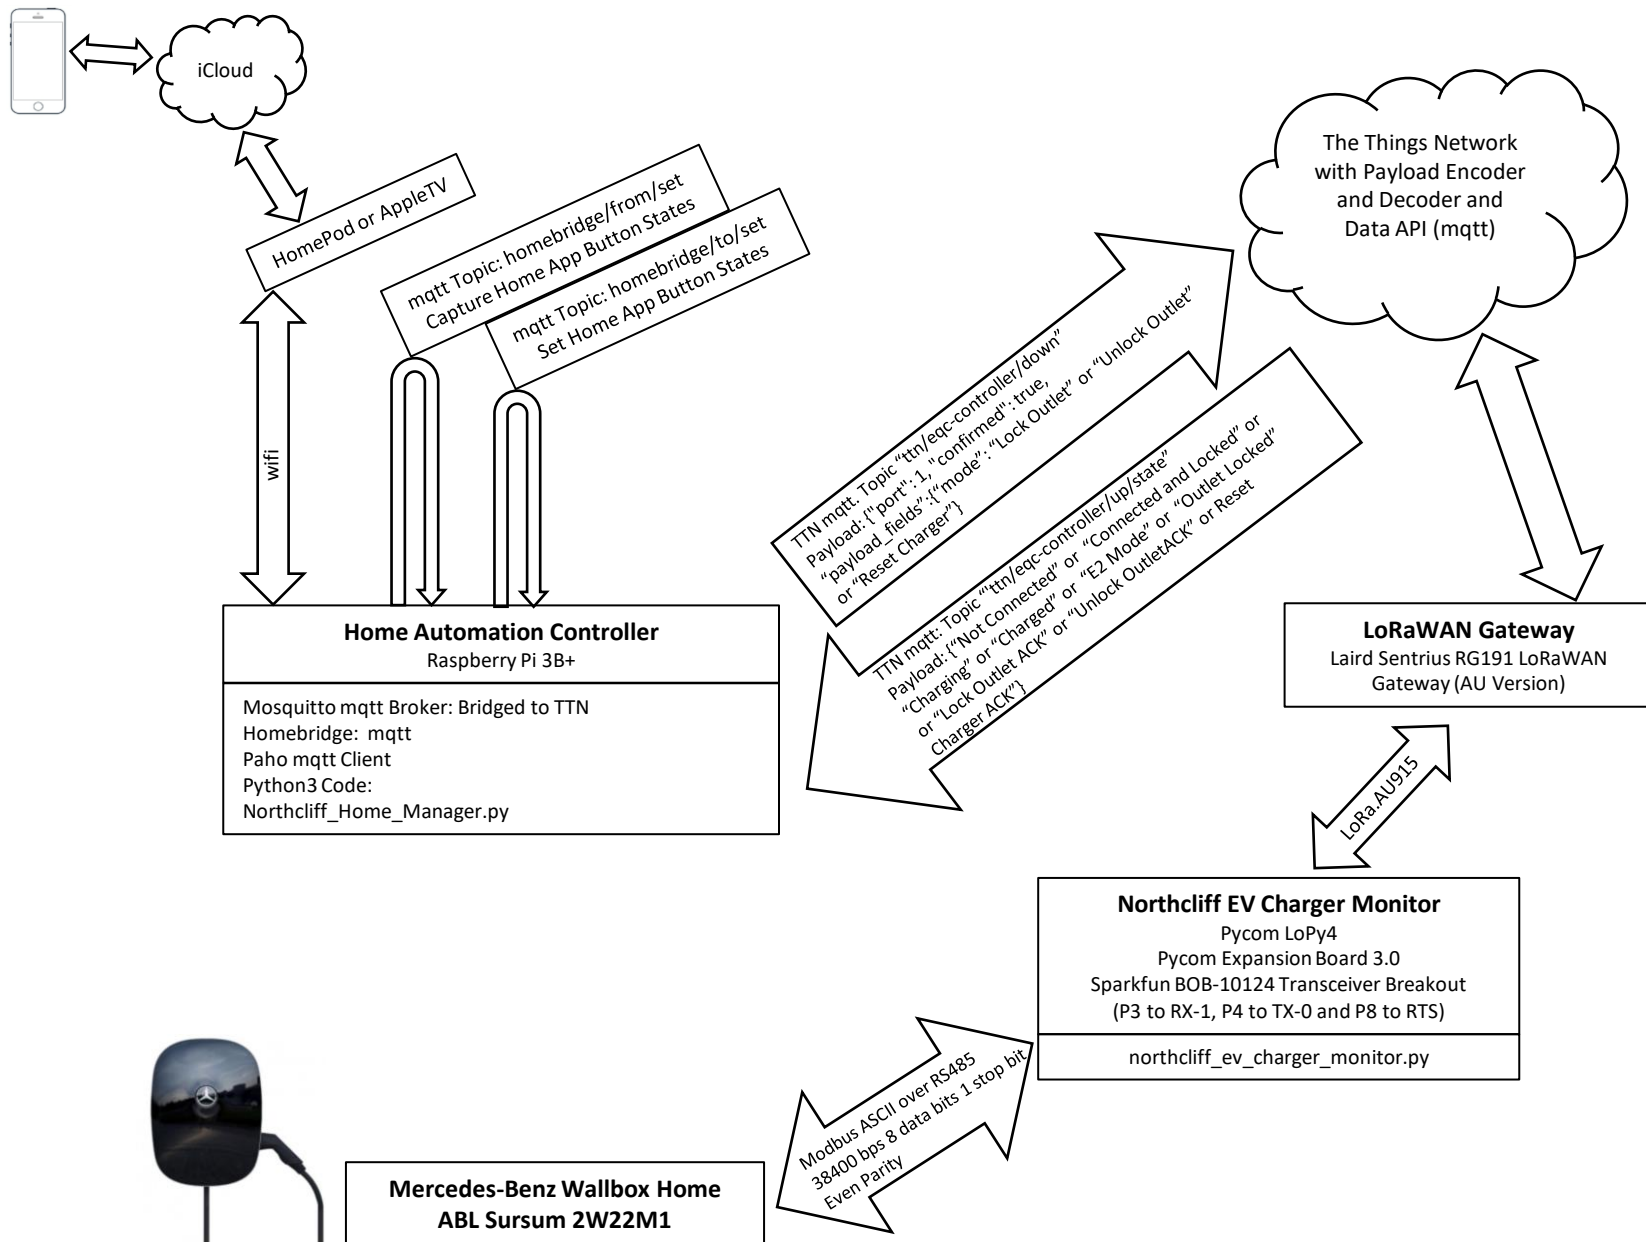 iCloud
HomePod or AppleTV
mqtt Topic: homebridge/from/set
Capture Home App Button States
mqtt Topic: homebridge/to/set
Set Home App Button States
wifi
The Things Network
with Payload Encoder
and Decoder and
Data API (mqtt)
TTN mqtt. Topic “ttn/eqc-controller/down”
Payload: {"port": 1, "confirmed": true,
“payload_fields”:{“mode”: “Lock Outlet” or “Unlock Outlet”
or “Reset Charger”}
TTN mqtt: Topic “'ttn/eqc-controller/up/state”
Payload: {“Not Connected” or “Connected and Locked” or
“Charging” or “Charged” or “E2 Mode” or “Outlet Locked”
or “Lock Outlet ACK” or “Unlock OutletACK” or Reset
Charger ACK”}
Home Automation Controller
Raspberry Pi 3B+
Mosquitto mqtt Broker: Bridged to TTN
Homebridge: mqtt
Paho mqtt Client
Python3 Code:
Northcliff_Home_Manager.py
LoRaWAN Gateway
Laird Sentrius RG191 LoRaWAN
Gateway (AU Version)
LoRa.AU915
Northcliff EV Charger Monitor
Pycom LoPy4
Pycom Expansion Board 3.0
Sparkfun BOB-10124 Transceiver Breakout
(P3 to RX-1, P4 to TX-0 and P8 to RTS)
northcliff_ev_charger_monitor.py
Modbus ASCII over RS485
38400 bps 8 data bits 1 stop bit
Even Parity
Mercedes-Benz Wallbox Home
ABL Sursum 2W22M1